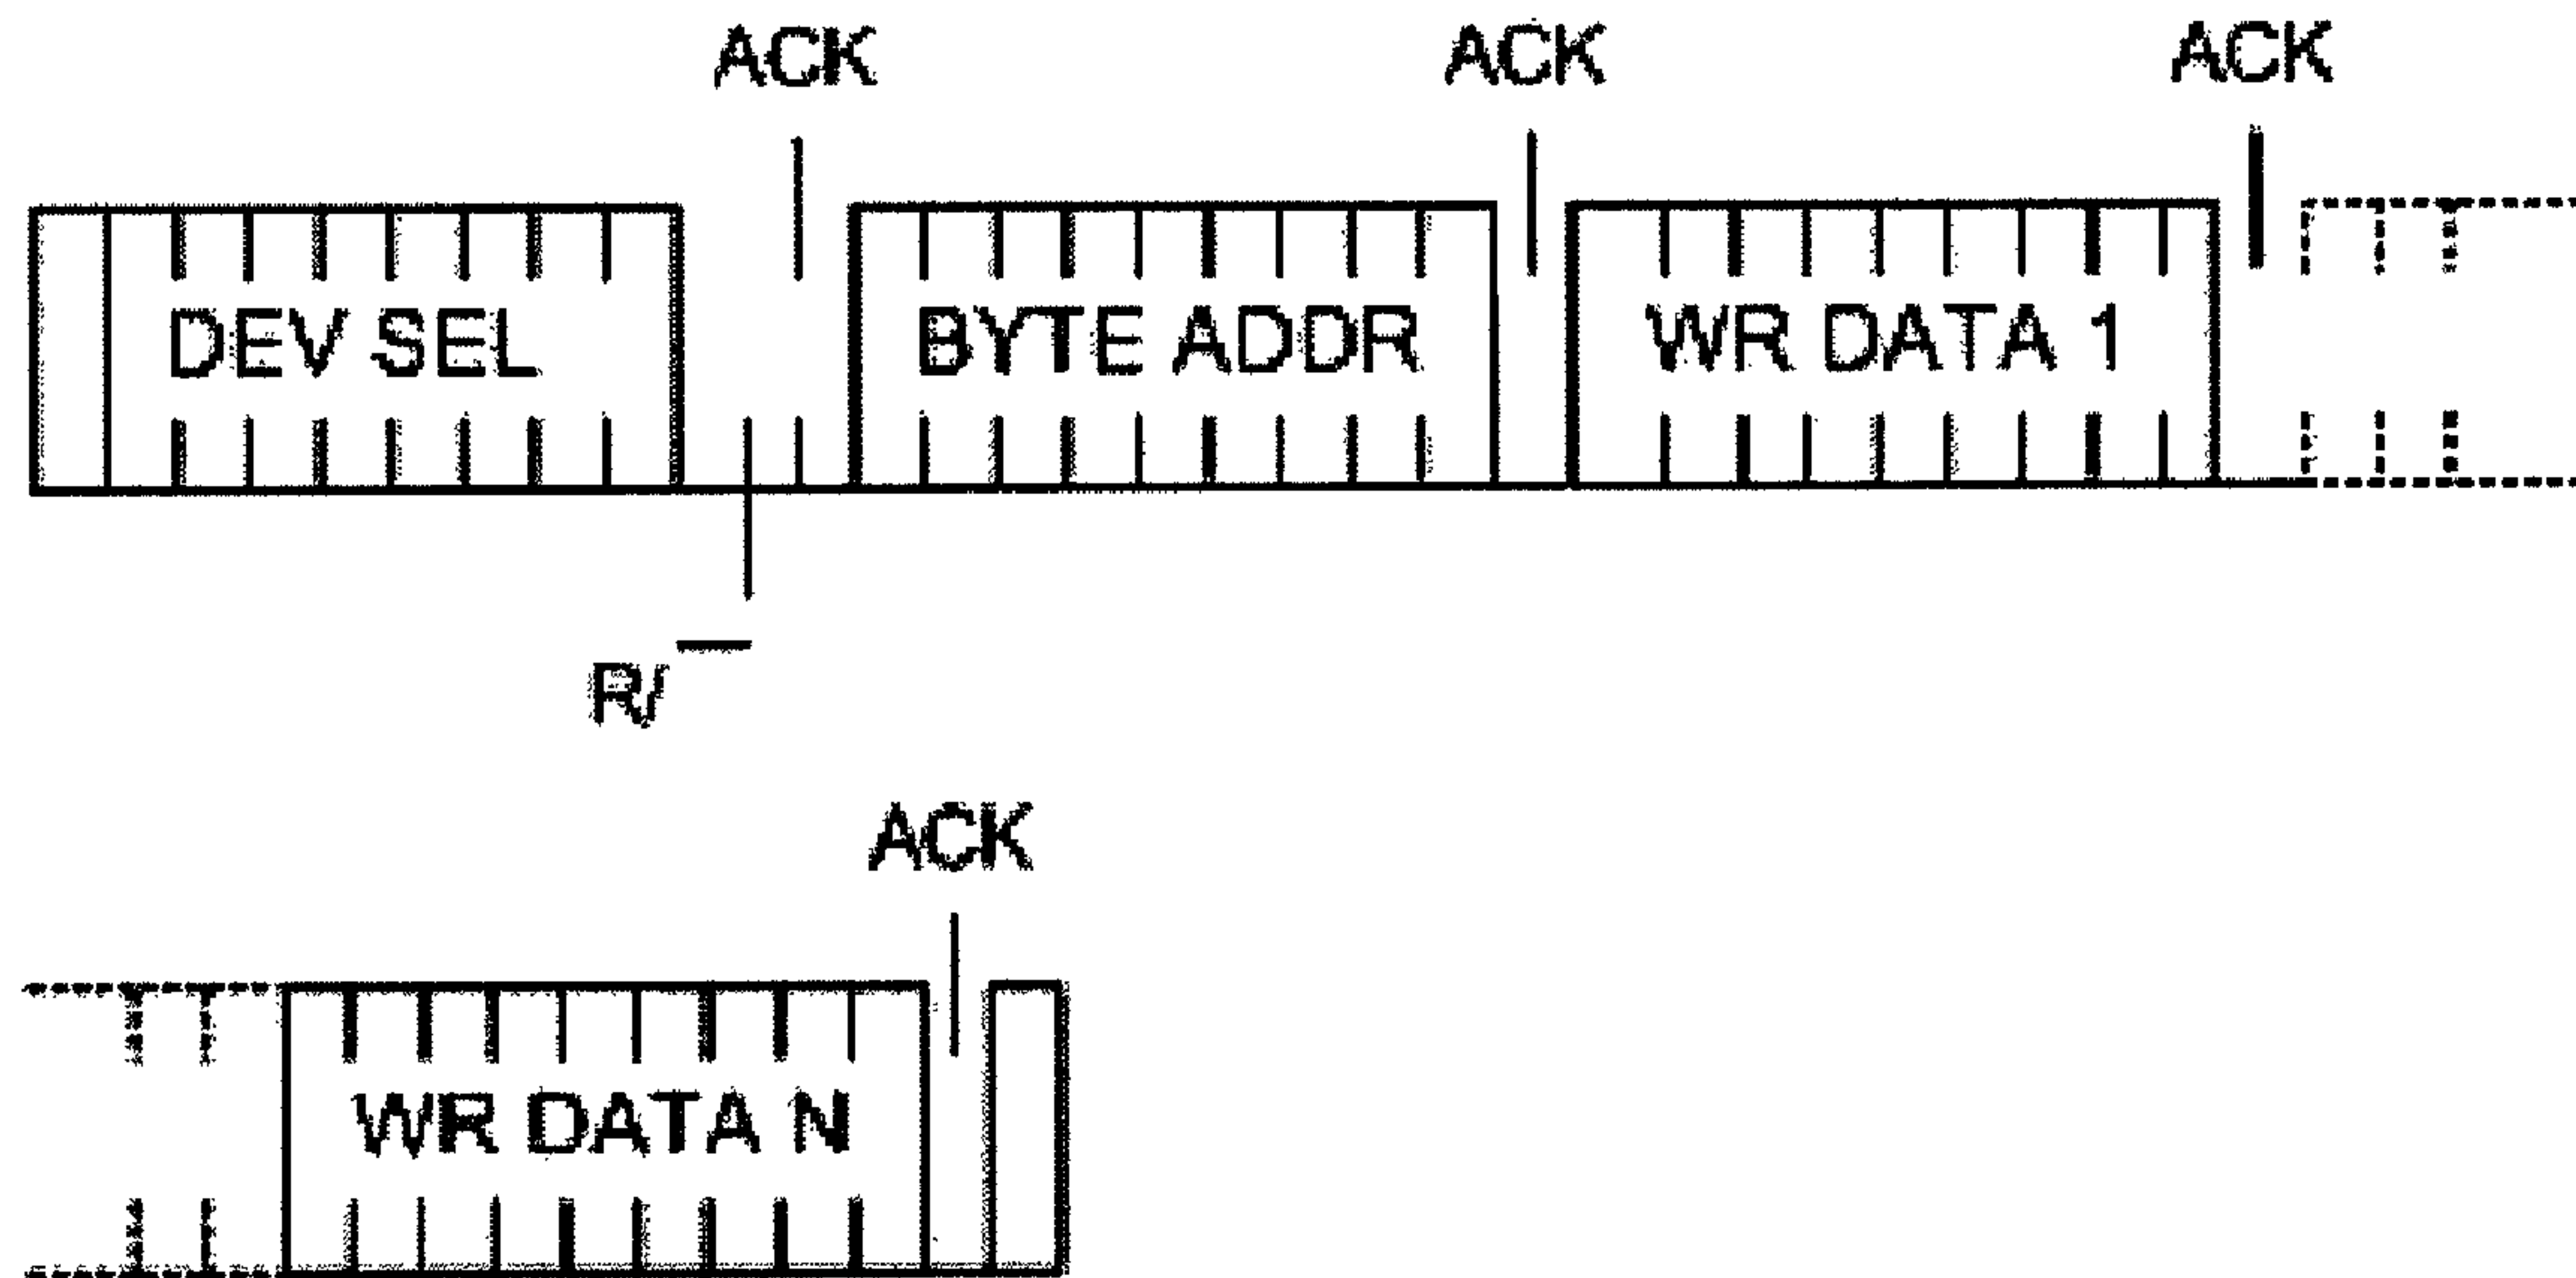 ACK ACK ACK
DEV SEL BYTE ADDR WR DATA 1
R/
ACK
WR DATA N